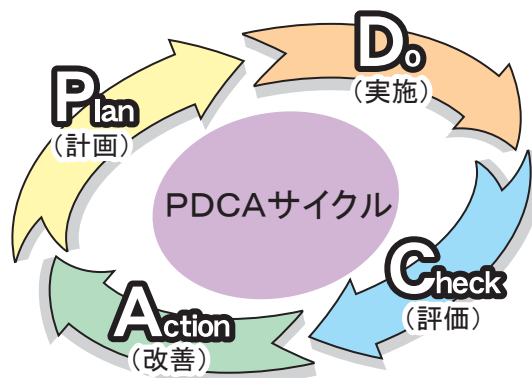 Plan
(計画)
Do
(実施)
PDCAサイクル
Check
(評価)
Action
(改善)